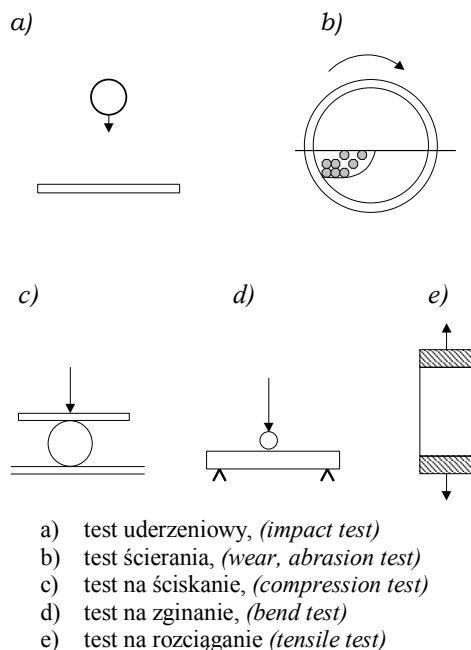 a)
b)
c)
d)
e)
a) test uderzeniowy, (impact test)
b) test ścierania, (wear, abrasion test)
c) test na ściskanie, (compression test)
d) test na zginanie, (bend test)
e) test na rozciąganie (tensile test)